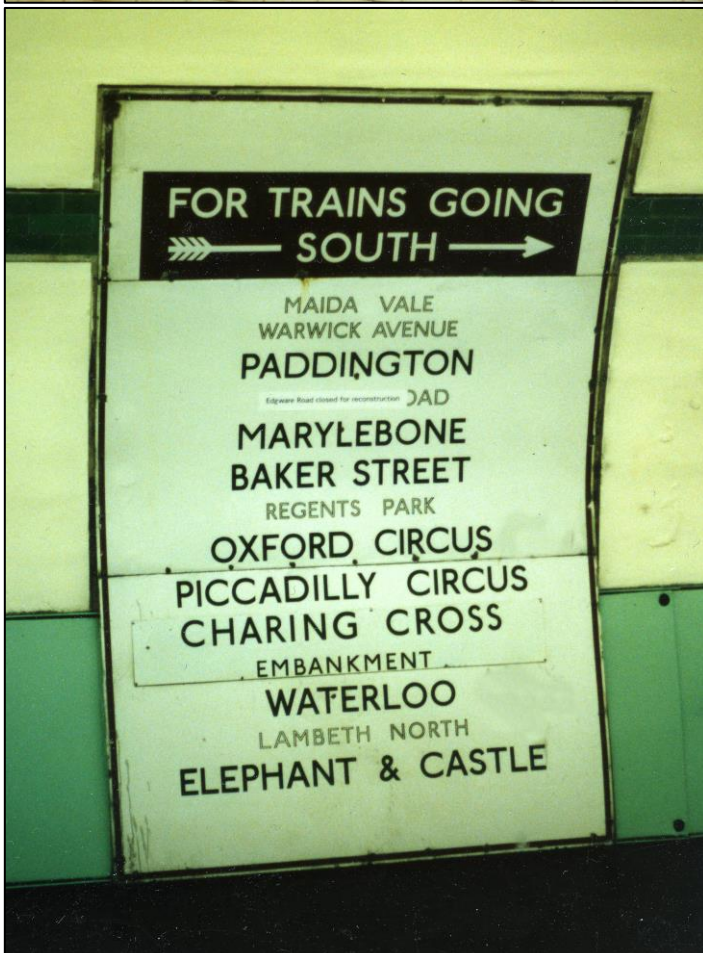 FOR TRAINS GOING
SOUTH
MAIDA VALE
WARWICK AVENUE
PADDINGTON
Edgware Road closed for reconstruction OAD
MARYLEBONE
BAKER STREET
REGENTS PARK
OXFORD CIRCUS
PICCADILLY CIRCUS
CHARING CROSS
EMBANKMENT
WATERLOO
LAMBETH NORTH
ELEPHANT & CASTLE